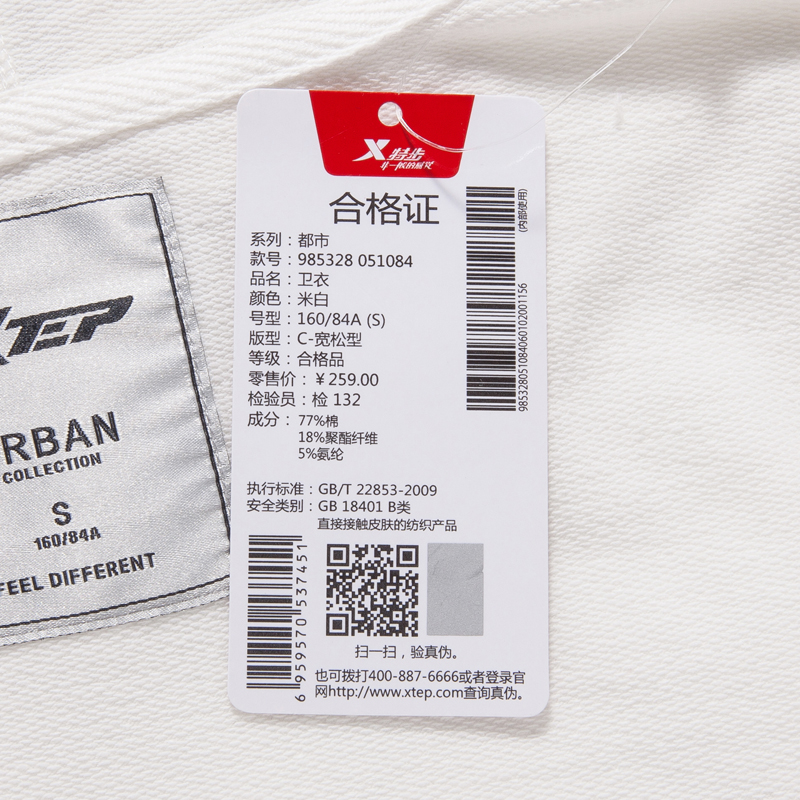 XTEP
URBAN
COLLECTION
S
160/84A
FEEL DIFFERENT
X 特步
非一般的感觉
合格证
(内部使用)
系列：都市
款号：985328 051084
品名：卫衣
颜色：米白
号型：160/84A (S)
版型：C-宽松型
等级：合格品
零售价：￥259.00
检验员：检 132
成分：77%棉
18%聚酯纤维
5%氨纶
985328051084060102001156
执行标准：GB/T 22853-2009
安全类别：GB 18401 B类
直接接触皮肤的纺织产品
6 959570 537451
扫一扫，验真伪。
也可拨打400-887-6666或者登录官
网http://www.xtep.com查询真伪。